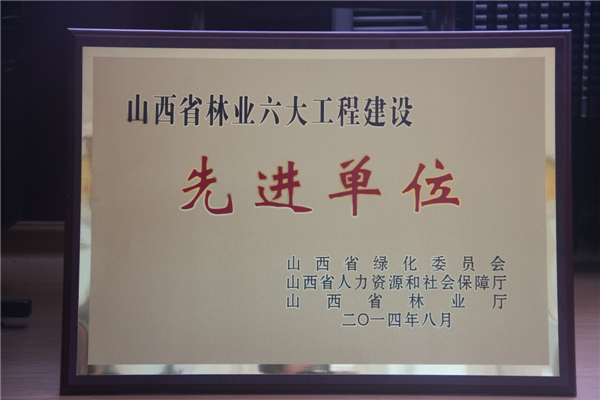 山西省林业六大工程建设
先进单位
山西省绿化委员会
山西省人力资源和社会保障厅
山西省林业厅
二〇一四年八月